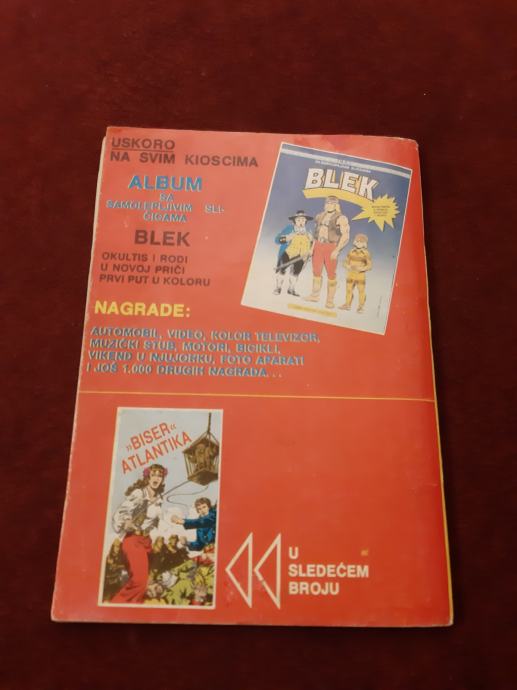 USKORO
NA SVIM KIOSCIMA
ALBUM
SA
SAMOLEPLJIVIM SLI-
ČICAMA
BLEK
OKULTIS I RODI
U NOVOJ PRIČI
PRVI PUT U KOLORU
BLEK
NAGRADE:
AUTOMOBIL, VIDEO, KOLOR TELEVIZOR,
MUZIČKI STUB, MOTORI, BICIKLI,
VIKEND U NJUJORKU, FOTO APARATI
I JOŠ 1.000 DRUGIH NAGRADA...
»BISER«
ATLANTIKA
U
SLEDEĆEM
BROJU